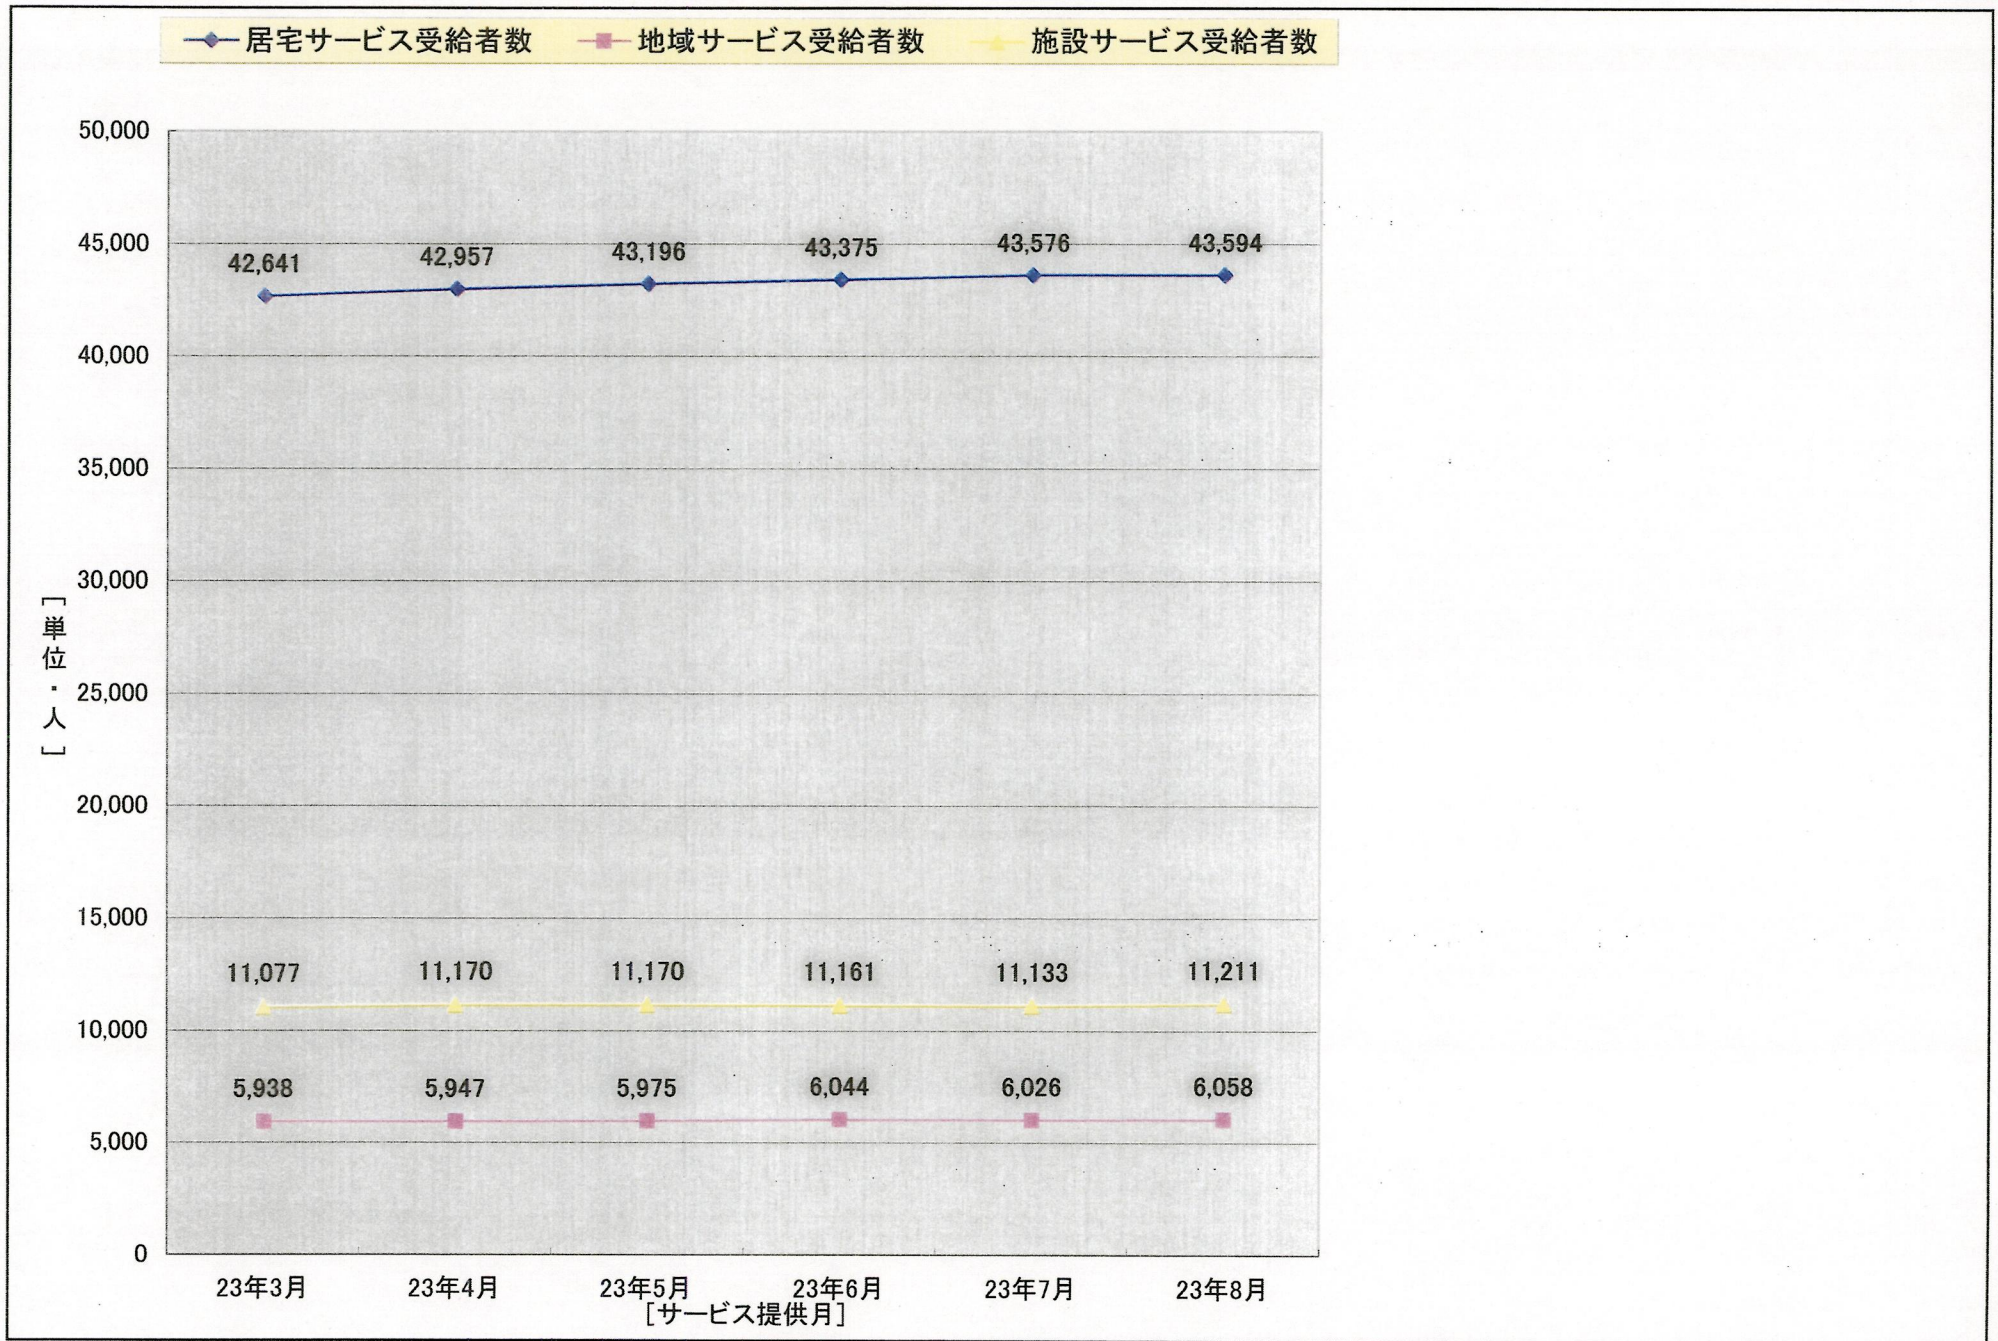 居宅サービス受給者数 地域サービス受給者数 施設サービス受給者数
50,000
45,000
40,000
35,000
30,000
25,000
20,000
15,000
10,000
5,000
0
[単位・人]
42,641 42,957 43,196 43,375 43,576 43,594
11,077 11,170 11,170 11,161 11,133 11,211
5,938 5,947 5,975 6,044 6,026 6,058
23年3月 23年4月 23年5月 23年6月 23年7月 23年8月
[サービス提供月]